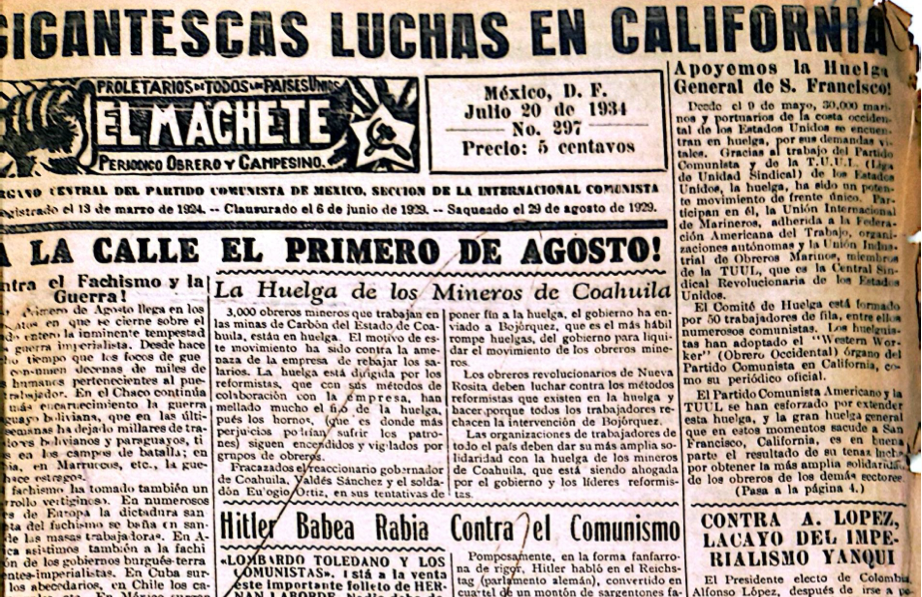 GIGANTESCAS LUCHAS EN CALIFORNIA
PROLETARIOS DE TODOS PAISES UNIOS
EL MACHETE
PERIODICO OBRERO Y CAMPESINO.
México, D. F.
Julio 20 de 1934
No. 297
Precio: 5 centavos
CENTRAL DEL PARTIDO COMUNISTA DE MEXICO, SECCION DE LA INTERNACIONAL COMUNISTA
el 13 de marzo de 1924. -- Clausurado el 6 de junio de 1929. -- Saqueado el 29 de agosto de 1929.
A LA CALLE EL PRIMERO DE AGOSTO!
ntra el Fachismo y la
Guerra!
de Agosto llega en los
en que se cierne sobre el
entero la inminente tempestad
guerra imperialista. Desde hace
tiempo que los focos de gue
decenas de miles de
humanos pertenecientes al pue-
trabajador. En el Chaco continúa
más encarnecimiento la guerra
boliviana, que en las últi-
semanas ha dejado millares de tra-
bolivianos y paraguayos, ti
en los campos de batalla; en
en Marruecos, etc., la gue-
hace estragos.
fachismo ha tomado también un
rrollo vertiginoso. En numerosos
de Europa la dictadura san
del fachismo se baña en san-
de las masas trabajadoras. En A-
asistimos también a la fachi
de los gobiernos burgués-terra
entes-imperialistas. En Cuba sur-
abecedarios, en Chile los ca-
La Huelga de los Mineros de Coahuila
3,000 obreros mineros que trabajan en
las minas de Carbón del Estado de Coa-
huila, están en huelga. El motivo de es-
te movimiento ha sido contra la ame-
naza de la empresa, de rebajar los sa-
larios. La huelga está dirigida por los
reformistas, que con sus métodos de
colaboración con la empresa, han
mellado mucho el filo de la huelga,
pués los hornos, (que es donde más
perjuicios podrían sufrir los patro-
nes) siguen encendidos y vigilados por
grupos de obreros.
Fracazados el reaccionario gobernador
de Coahuila, Valdés Sánchez y el solda-
dón Eulogio Ortiz, en sus tentativas de
poner fin a la huelga, el gobierno ha en-
viado a Bojórquez, que es el más hábil
rompe huelgas, del gobierno para liqui-
dar el movimiento de los obreros mine-
ros.
Los obreros revolucionarios de Nueva
Rosita deben luchar contra los métodos
reformistas que existen en la huelga y
hacer porque todos los trabajadores re-
chacen la intervención de Bojórquez.
Las organizaciones de trabajadores de
todo el país deben dar su más amplia so-
lidaridad con la huelga de los mineros
de Coahuila, que está siendo ahogada
por el gobierno y los líderes reformis-
tas.
Hitler Babea Rabia Contra el Comunismo
«LOMBARDO TOLEDANO Y LOS
COMUNISTAS». Está a la venta
este importante folleto de HER-
NAN LABORDE.
Pomposamente, en la forma fanfarro-
na de rigor, Hitler habló en el Reichs-
tag (parlamento alemán), convertido en
cuartel de un montón de sargentones
Apoyemos la Huelga
General de S. Francisco!
Desde el 9 de mayo, 30,000 mari-
nos y portuarios de la costa occiden-
tal de los Estados Unidos se encuen-
tran en huelga, por sus demandas vi-
tales. Gracias al trabajo del Partido
Comunista y de la T.U.U.L (Liga
de Unidad Sindical) de los Estados
Unidos, la huelga, ha sido un poten-
te movimiento de frente único. Par-
ticipan en él, la Unión Internacional
de Marineros, adherida a la Federa-
ción Americana del Trabajo, organi-
zaciones autónomas y la Unión Indus-
trial de Obreros Marinos, miembros
de la TUUL, que es la Central Sin-
dical Revolucionaria de los Estados
Unidos.
El Comité de Huelga está formado
por 50 trabajadores de fila, entre ellos
numerosos comunistas. Los huelguis-
tas han adoptado el "Western Wor-
ker" (Obrero Occidental) órgano del
Partido Comunista en California, co-
mo su periódico oficial.
El Partido Comunista Americano y la
TUUL se han esforzado por extender
esta huelga, y la gran huelga general
que en estos momentos sacude a San
Francisco, California, es en buena
parte el resultado de su tenaz lucha
por obtener la más amplia solidaridad
de los obreros de los demás sectores.
(Pasa a la página 4.)
CONTRA A. LOPEZ,
LACAYO DEL IMPE-
RIALISMO YANQUI
El Presidente electo de Colombia
Alfonso López, después de irse a